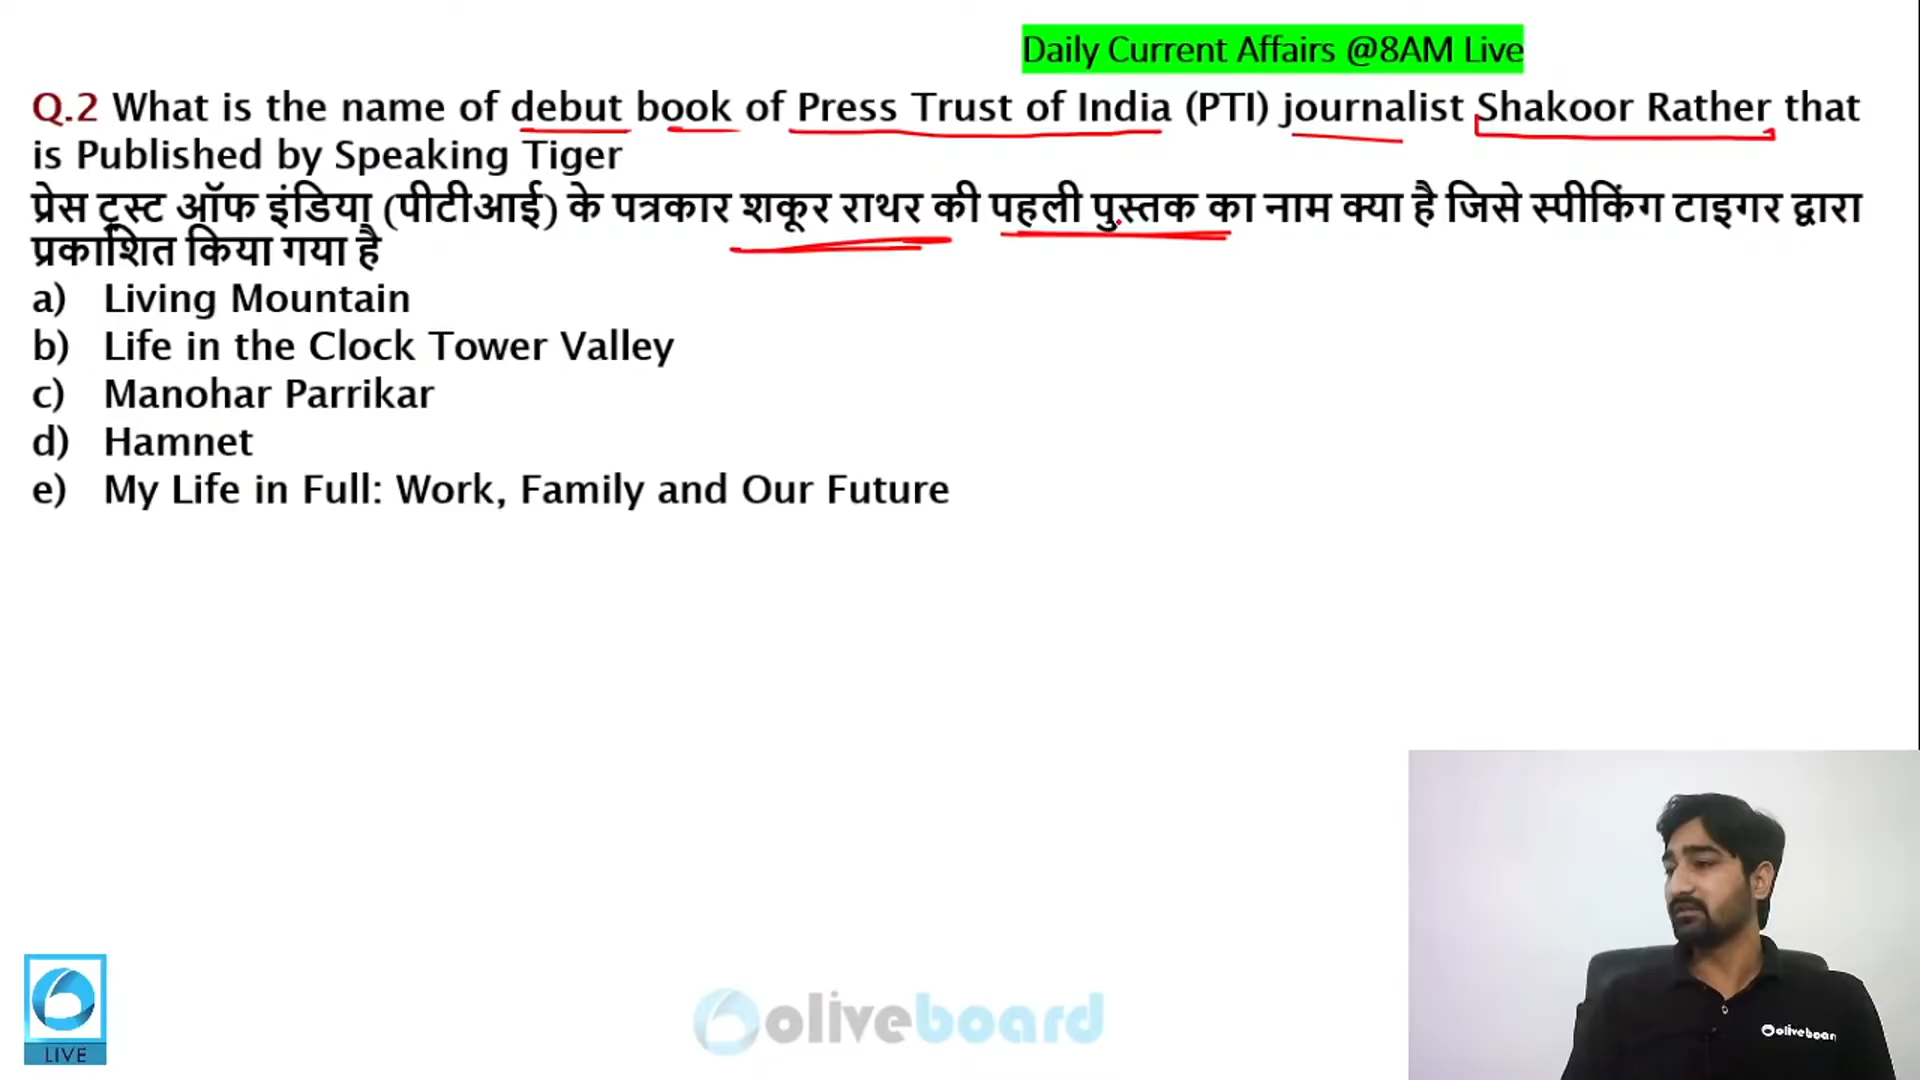 Daily Current Affairs @8AM Live
Q.2 What is the name of debut book of Press Trust of India (PTI) journalist Shakoor Rather that
is Published by Speaking Tiger
प्रेस ट्रस्ट ऑफ इंडिया (पीटीआई) के पत्रकार शकूर राथर की पहली पुस्तक का नाम क्या है जिसे स्पीकिंग टाइगर द्वारा
प्रकाशित किया गया है
a) Living Mountain
b) Life in the Clock Tower Valley
c) Manohar Parrikar
d) Hamnet
e) My Life in Full: Work, Family and Our Future
LIVE
oliveboard
oliveboar